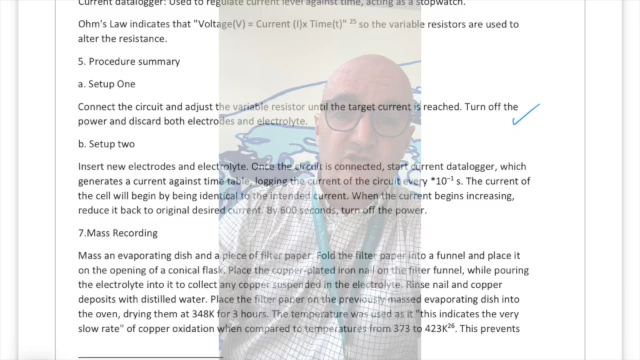 Current datalogger: Used to regulate current level against time, acting as a stopwatch.
Ohm's Law indicates that "Voltage(V) = Current (I)x Time(t)" 25 so the variable resistors are used to
alter the resistance.
5. Procedure summary
a. Setup One
Connect the circuit and adjust the variable resistor until the target current is reached. Turn off the
power and discard both electrodes and electrolyte.
b. Setup two
Insert new electrodes and electrolyte. Once the circuit is connected, start current datalogger, which
generates a current against time table, logging the current of the circuit every *10⁻¹ s. The current of
the cell will begin by being identical to the intended current. When the current begins increasing,
reduce it back to original desired current. By 600 seconds, turn off the power.
7.Mass Recording
Mass an evaporating dish and a piece of filter paper. Fold the filter paper into a funnel and place it
on the opening of a conical flask. Place the copper-plated iron nail on the filter funnel, while pouring
the electrolyte into it to collect any copper suspended in the electrolyte. Rinse nail and copper
deposits with distilled water. Place the filter paper on the previously massed evaporating dish into
the oven, drying them at 348K for 3 hours. The temperature was used as it "this indicates the very
slow rate" of copper oxidation when compared to temperatures from 373 to 423K²⁶. This prevents